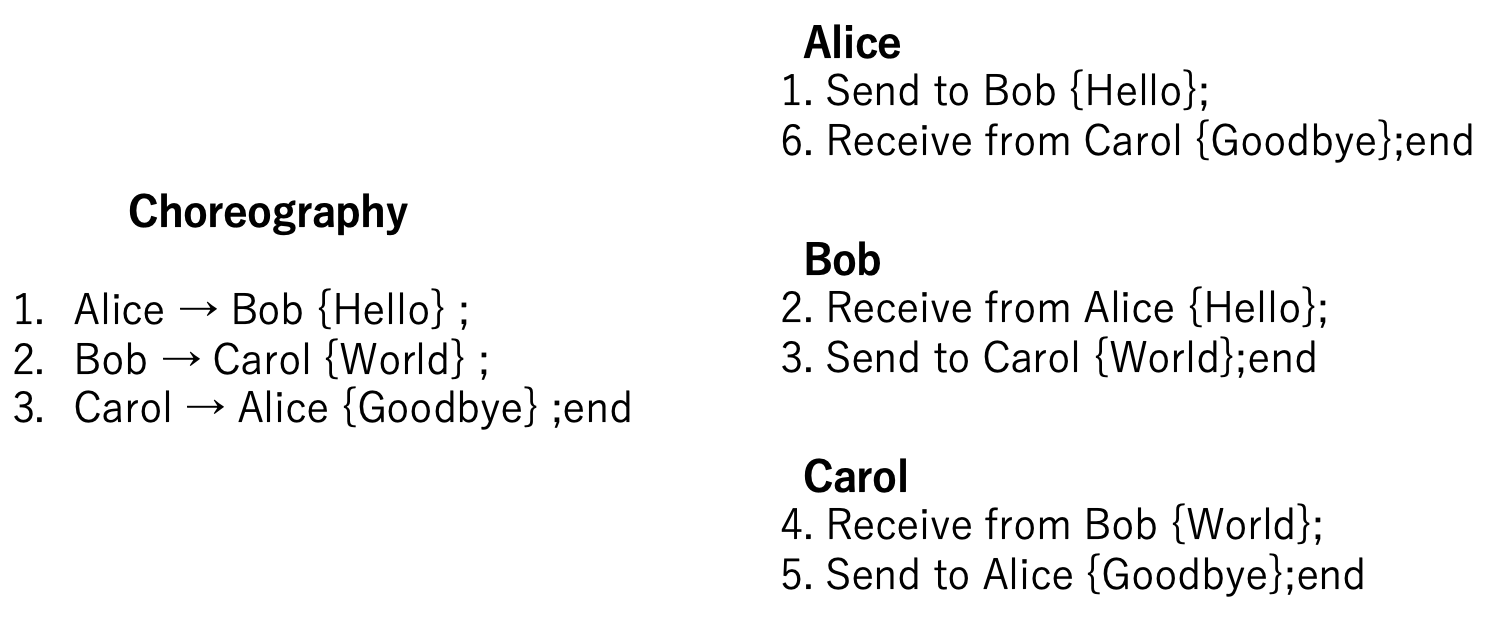 Choreography
1. Alice → Bob {Hello} ;
2. Bob → Carol {World} ;
3. Carol → Alice {Goodbye} ;end
Alice
1. Send to Bob {Hello};
6. Receive from Carol {Goodbye};end
Bob
2. Receive from Alice {Hello};
3. Send to Carol {World};end
Carol
4. Receive from Bob {World};
5. Send to Alice {Goodbye};end